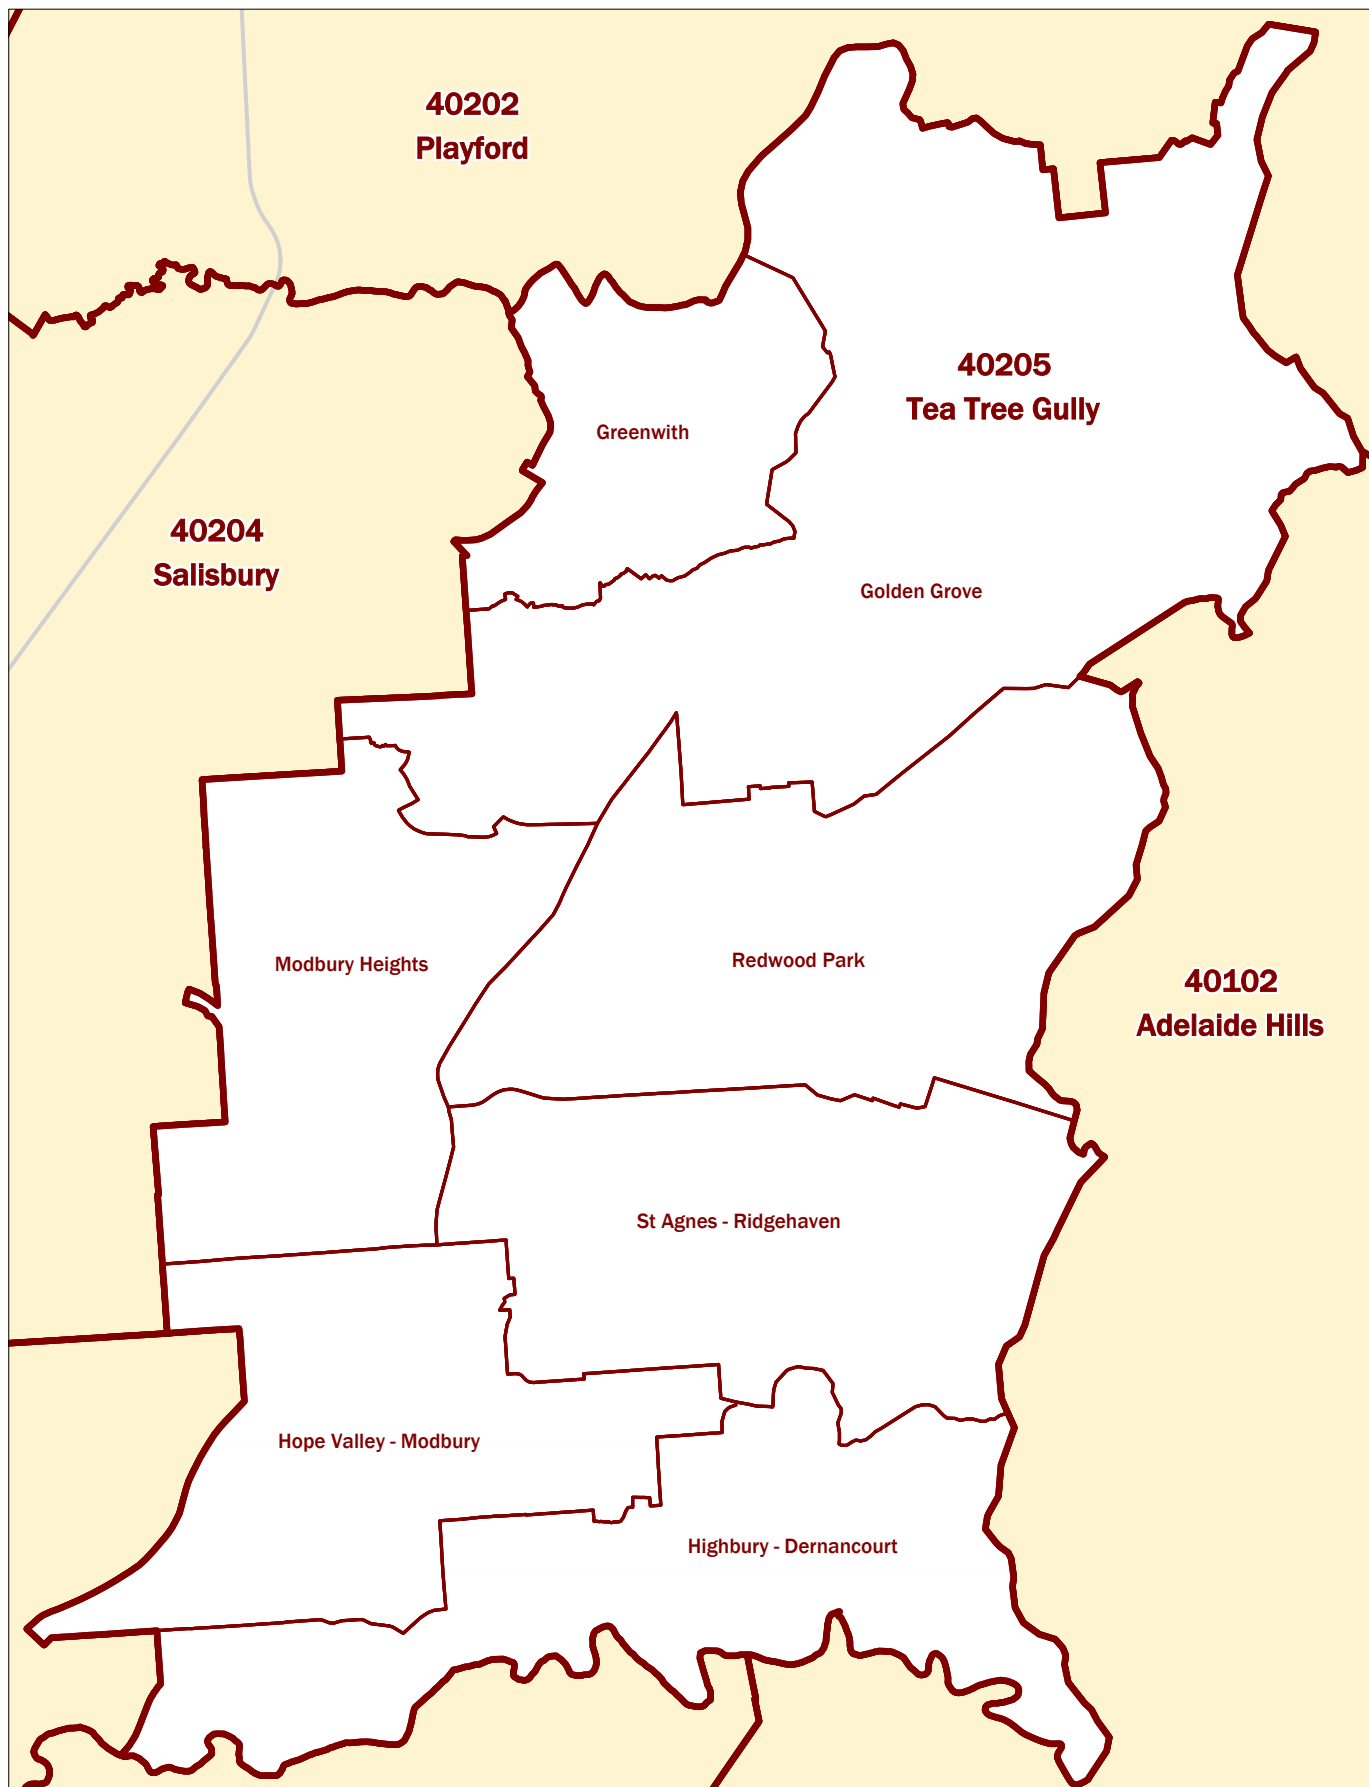 40202
Playford
40205
Tea Tree Gully
Greenwith
40204
Salisbury
Golden Grove
Modbury Heights
Redwood Park
40102
Adelaide Hills
St Agnes - Ridgehaven
Hope Valley - Modbury
Highbury - Dernancourt